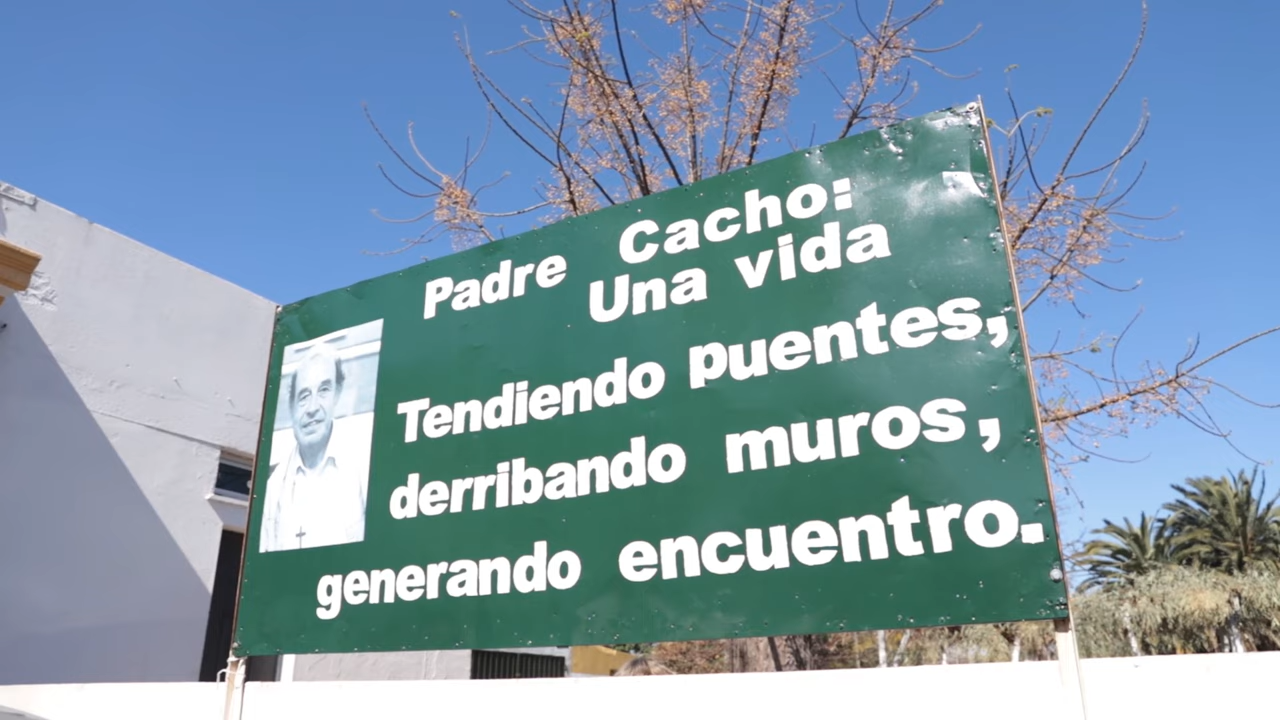 Padre Cacho:
Una vida
Tendiendo puentes,
derribando muros,
generando encuentro.